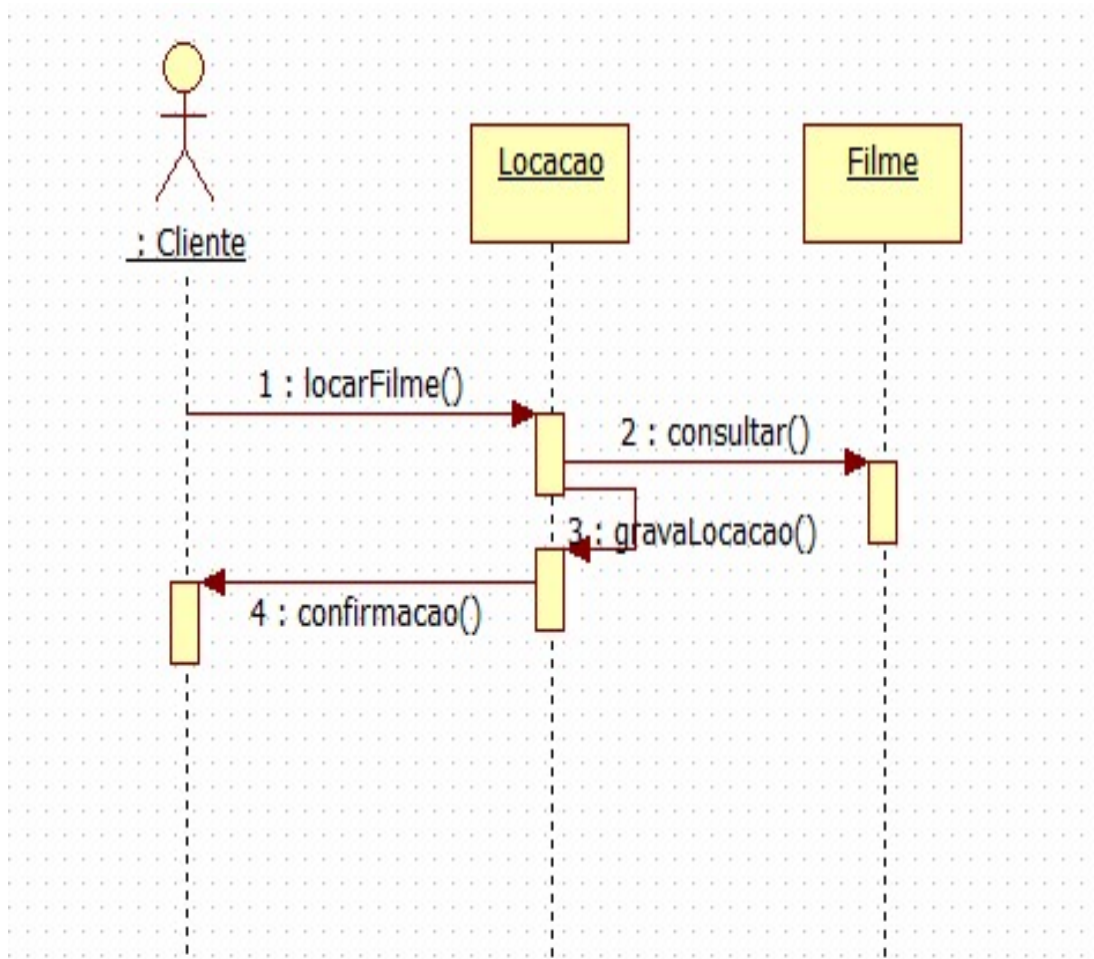 Locacao
Filme
: Cliente
1 : locarFilme()
2 : consultar()
3 : gravaLocacao()
4 : confirmacao()